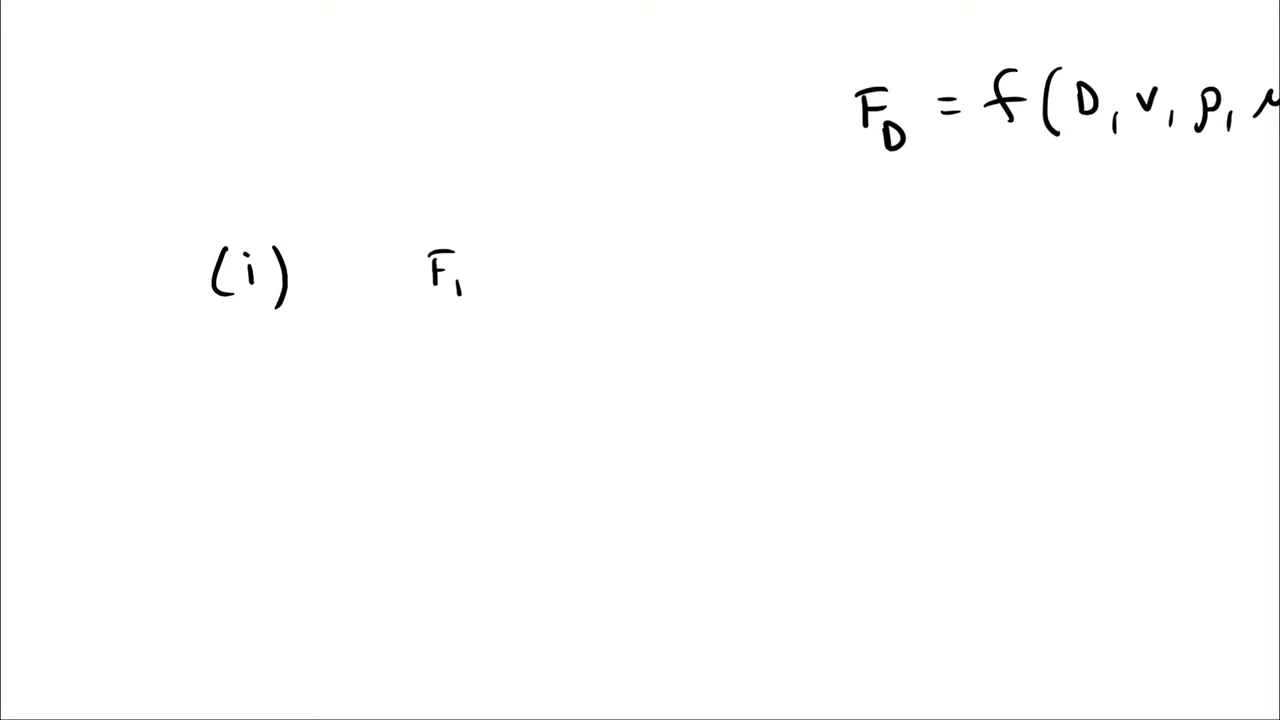 F_D = f(D, v, ρ, μ
(i) F,